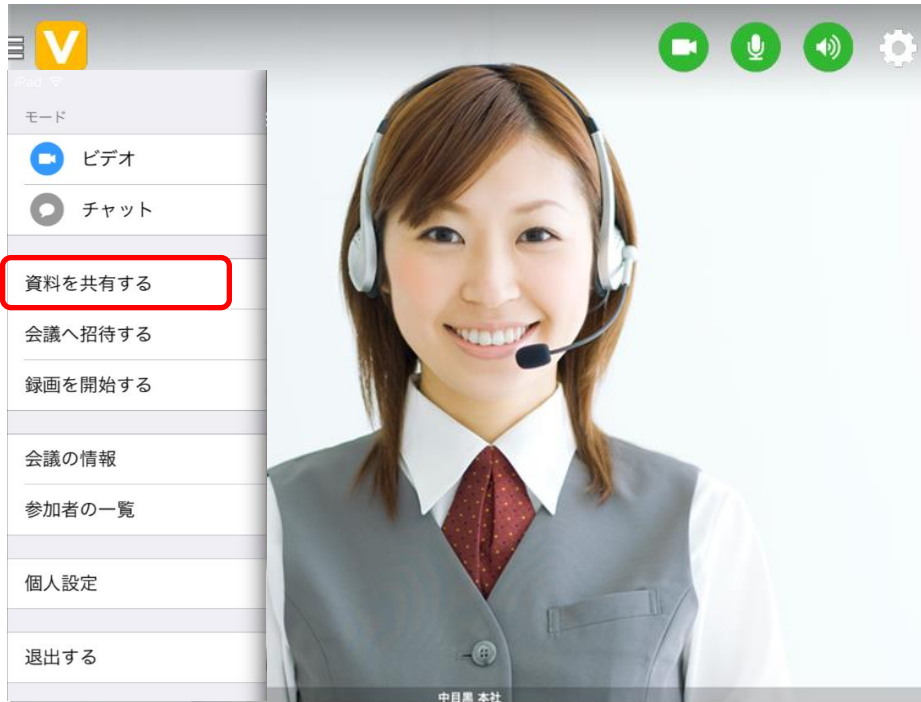 V
iPad
モード
ビデオ
チャット
資料を共有する
会議へ招待する
録画を開始する
会議の情報
参加者の一覧
個人設定
退出する
中目黒 本社